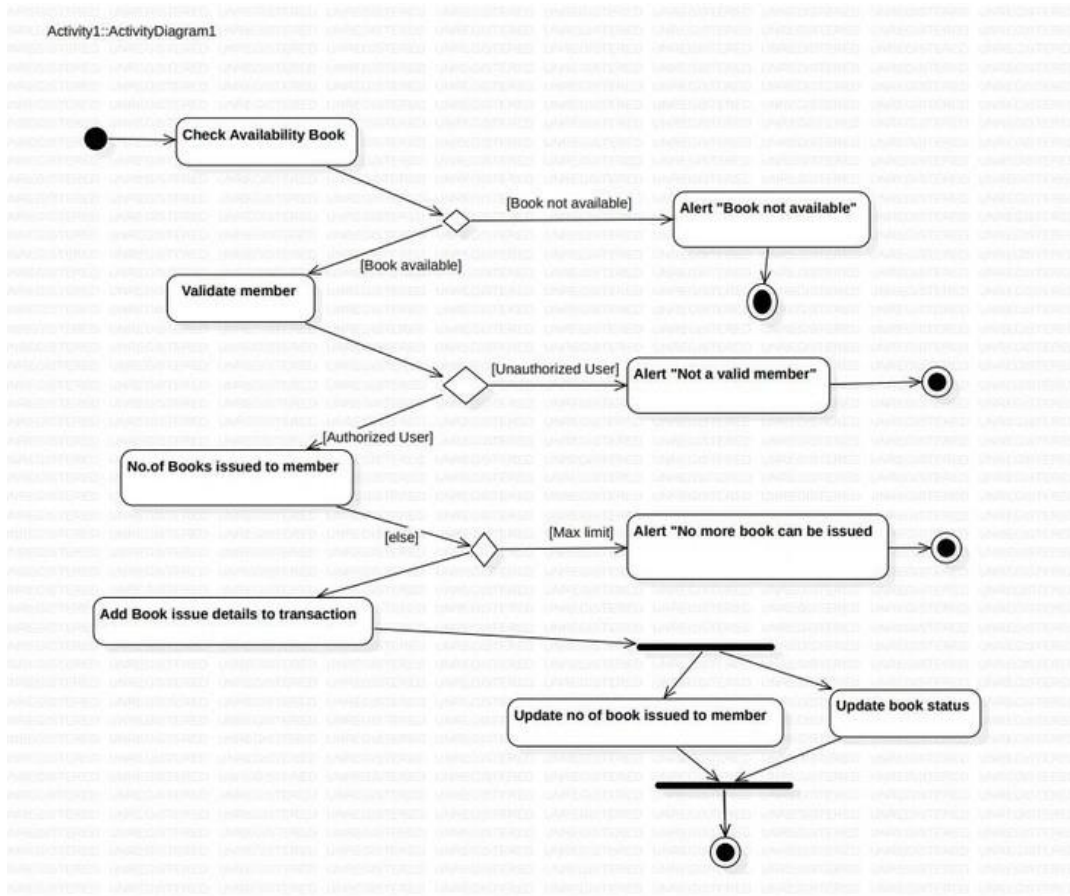 Activity1::ActivityDiagram1
Check Availability Book
[Book not available]
Alert "Book not available"
[Book available]
Validate member
[Unauthorized User]
Alert "Not a valid member"
[Authorized User]
No.of Books issued to member
[else]
[Max limit]
Alert "No more book can be issued
Add Book issue details to transaction
Update no of book issued to member
Update book status